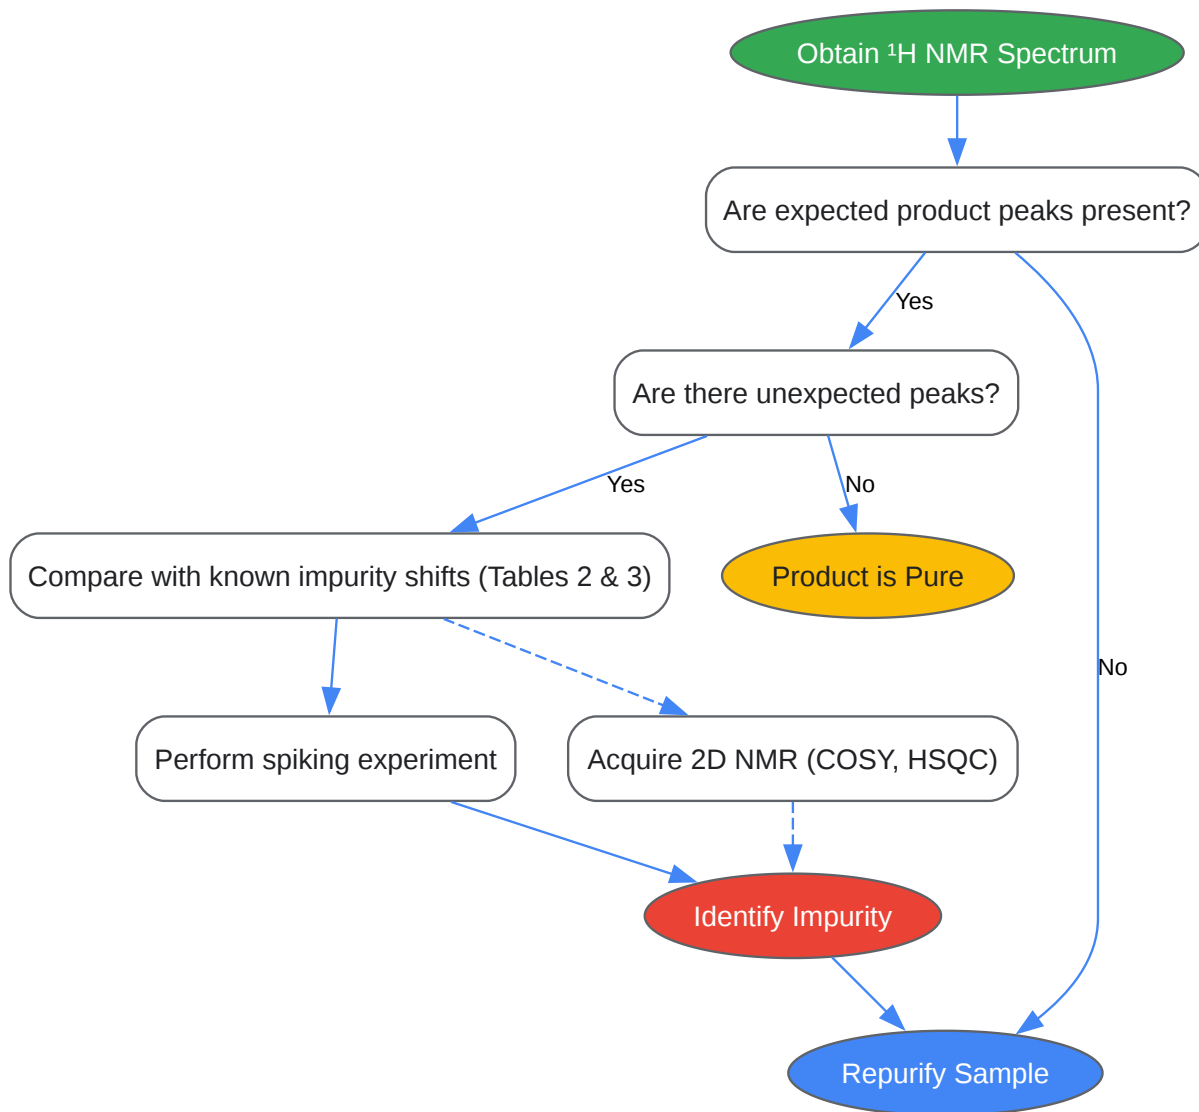 Obtain ¹H NMR Spectrum
Are expected product peaks present?
Yes
Are there unexpected peaks?
Yes
No
Compare with known impurity shifts (Tables 2 & 3)
Product is Pure
No
Perform spiking experiment
Acquire 2D NMR (COSY, HSQC)
Identify Impurity
Repurify Sample